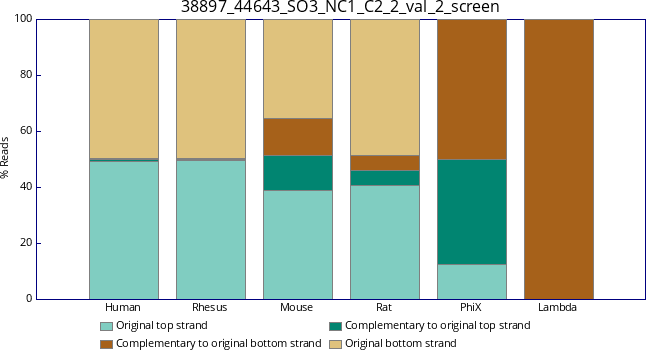 38897_44643_SO3_NC1_C2_2_val_2_screen
100
80
60
40
20
0
% Reads
Human Rhesus Mouse Rat PhiX Lambda
Original top strand Complementary to original top strand
Complementary to original bottom strand Original bottom strand